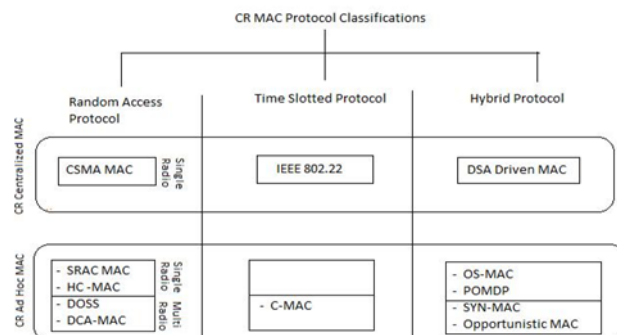 CR MAC Protocol Classifications
Random Access
Protocol
Time Slotted Protocol
Hybrid Protocol
CR Centralized MAC
CSMA MAC
Single
Radio
IEEE 802.22
DSA Driven MAC
CR Ad Hoc MAC
- SRAC MAC
- HC -MAC
Single
Radio
- DOSS
- DCA-MAC
Multi
Radio
- C-MAC
- OS-MAC
- POMDP
- SYN-MAC
- Opportunistic MAC